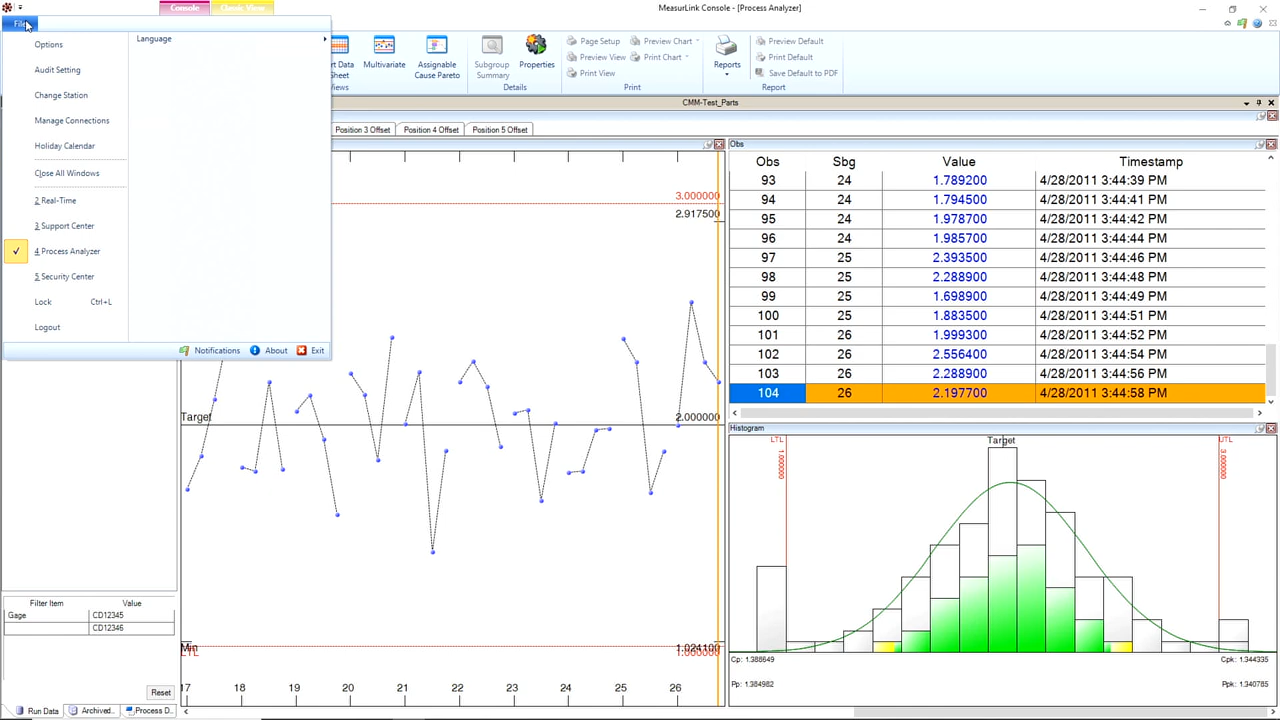 Console
Classic View
MeasurLink Console - [Process Analyzer]
File
Options
Audit Setting
Change Station
Manage Connections
Holiday Calendar
Close All Windows
2 Real-Time
3 Support Center
✓ 4 Process Analyzer
5 Security Center
Lock Ctrl+L
Logout
Language
Notifications
About
Exit
Data
Sheet
Multivariate
Assignable
Cause Pareto
Subgroup
Summary
Properties
Details
Page Setup
Preview View
Print View
Preview Chart
Print Chart
Print
Reports
Preview Default
Print Default
Save Default to PDF
Report
CMM-Test_Parts
Position 3 Offset
Position 4 Offset
Position 5 Offset
3.000000
2.917500
Target
2.000000
Min
LTL
17 18 19 20 21 22 23 24 25 26
Filter Item Value
Gage CD12345
CD12346
Reset
Run Data
Archived..
Process D..
Obs
Obs Sbg Value Timestamp
93 24 1.789200 4/28/2011 3:44:39 PM
94 24 1.794500 4/28/2011 3:44:41 PM
95 24 1.978700 4/28/2011 3:44:42 PM
96 24 1.985700 4/28/2011 3:44:44 PM
97 25 2.393500 4/28/2011 3:44:46 PM
98 25 2.288900 4/28/2011 3:44:48 PM
99 25 1.698900 4/28/2011 3:44:49 PM
100 25 1.883500 4/28/2011 3:44:51 PM
101 26 1.999300 4/28/2011 3:44:52 PM
102 26 2.556400 4/28/2011 3:44:54 PM
103 26 2.288900 4/28/2011 3:44:56 PM
104 26 2.197700 4/28/2011 3:44:58 PM
Histogram
LTL
1.000000
Target
UTL
3.000000
Cp: 1.388649
Cpk: 1.344335
Pp: 1.384982
Ppk: 1.340785